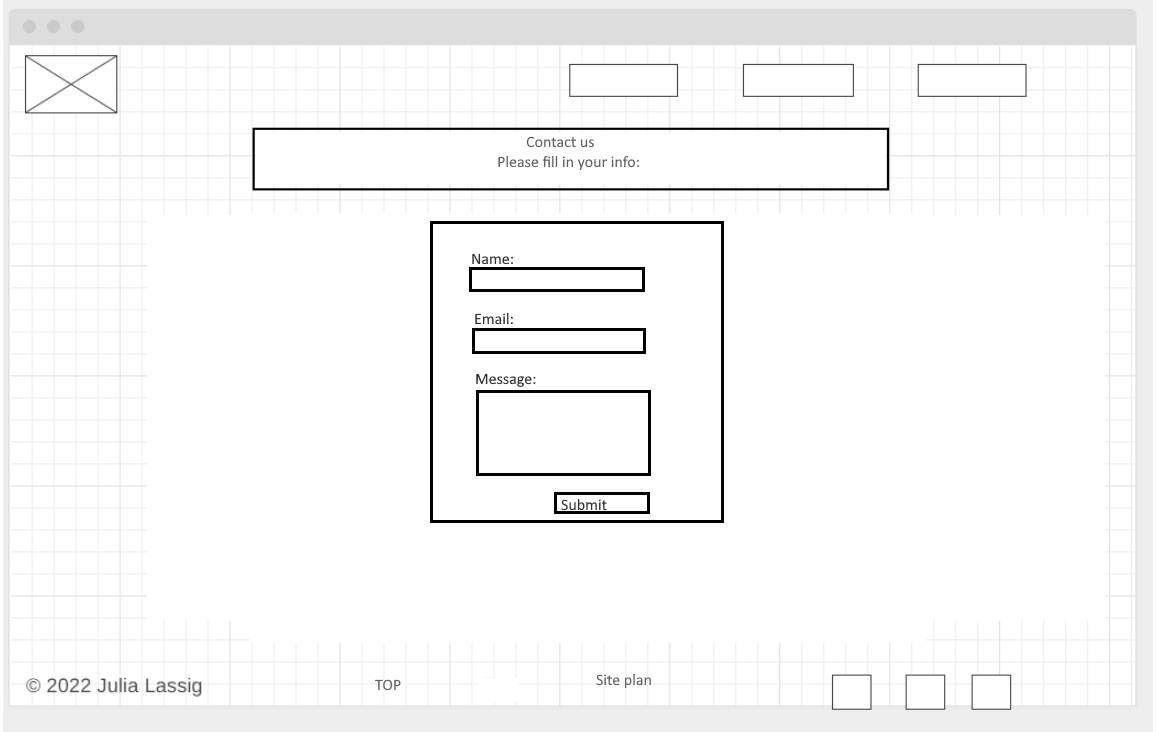 Contact us
Please fill in your info:
Name:
Email:
Message:
Submit
© 2022 Julia Lassig
TOP
Site plan